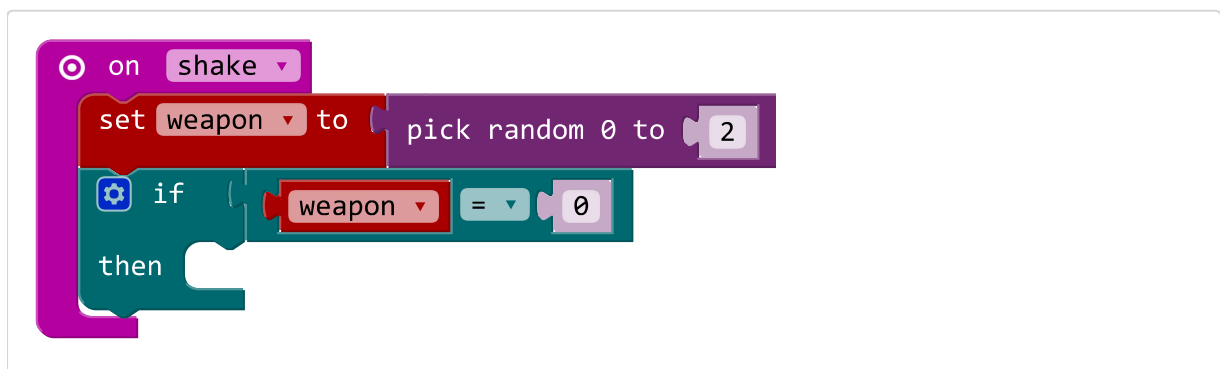 on shake
set weapon to pick random 0 to 2
if weapon = 0
then